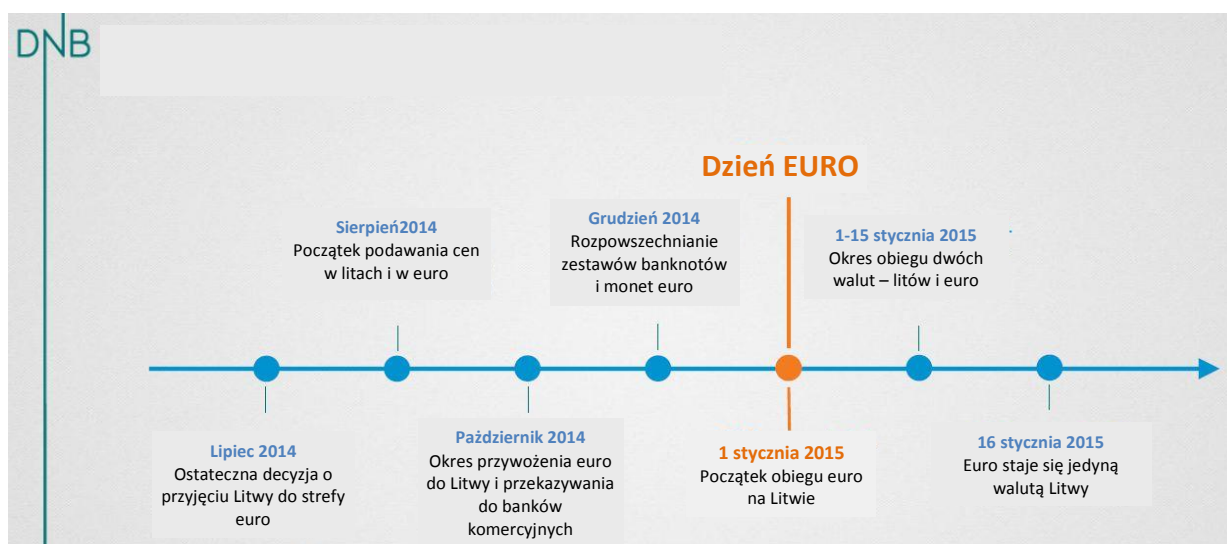 DNB
Dzień EURO
Lipiec 2014
Ostateczna decyzja o
przyjęciu Litwy do strefy
euro
Sierpień2014
Początek podawania cen
w litach i w euro
Październik 2014
Okres przywożenia euro
do Litwy i przekazywania
do banków
komercyjnych
Grudzień 2014
Rozpowszechnianie
zestawów banknotów
i monet euro
1 stycznia 2015
Początek obiegu euro
na Litwie
1-15 stycznia 2015
Okres obiegu dwóch
walut – litów i euro
16 stycznia 2015
Euro staje się jedyną
walutą Litwy